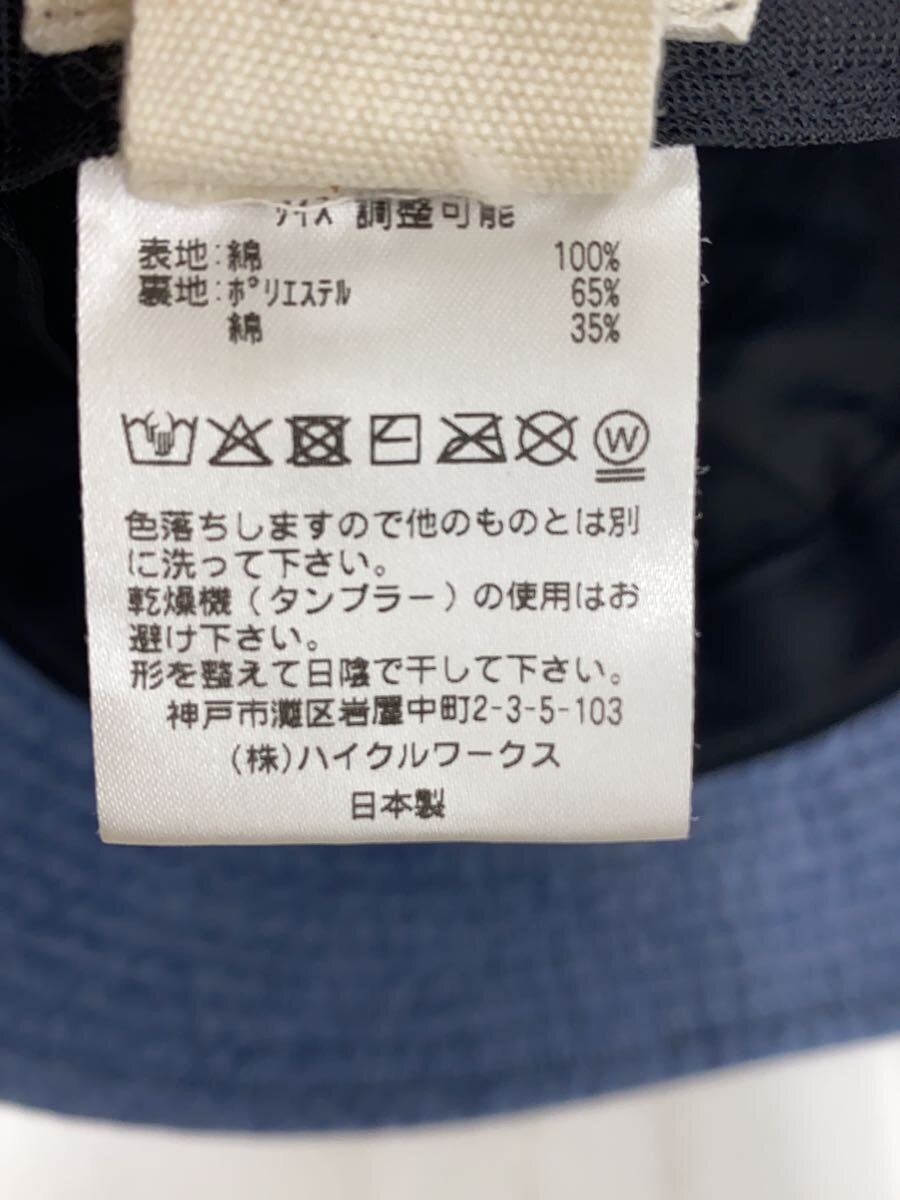 サイズ 調整可能
表地:綿 100%
裏地:ポリエステル 65%
綿 35%
W
色落ちしますので他のものとは別
に洗って下さい。
乾燥機(タンブラー)の使用はお
避け下さい。
形を整えて日陰で干して下さい。
神戸市灘区岩屋中町2-3-5-103
(株)ハイクルワークス
日本製